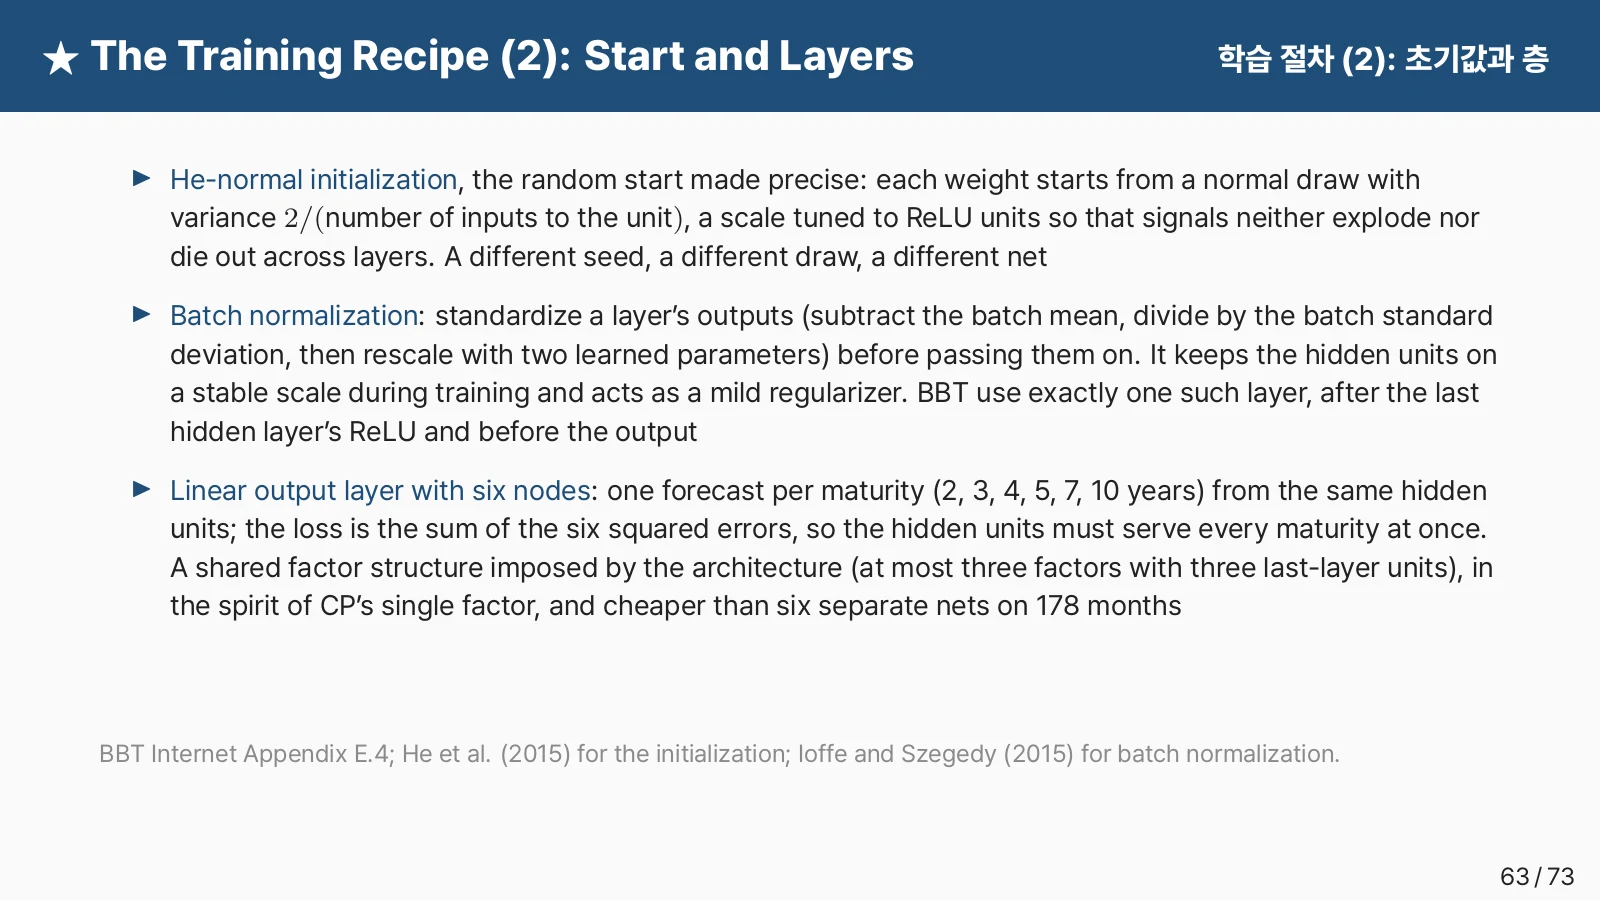 ★ The Training Recipe (2): Start and Layers
학습 절차 (2): 초기값과 층
▶ He-normal initialization, the random start made precise: each weight starts from a normal draw with
variance 2/(number of inputs to the unit), a scale tuned to ReLU units so that signals neither explode nor
die out across layers. A different seed, a different draw, a different net
▶ Batch normalization: standardize a layer’s outputs (subtract the batch mean, divide by the batch standard
deviation, then rescale with two learned parameters) before passing them on. It keeps the hidden units on
a stable scale during training and acts as a mild regularizer. BBT use exactly one such layer, after the last
hidden layer’s ReLU and before the output
▶ Linear output layer with six nodes: one forecast per maturity (2, 3, 4, 5, 7, 10 years) from the same hidden
units; the loss is the sum of the six squared errors, so the hidden units must serve every maturity at once.
A shared factor structure imposed by the architecture (at most three factors with three last-layer units), in
the spirit of CP’s single factor, and cheaper than six separate nets on 178 months
BBT Internet Appendix E.4; He et al. (2015) for the initialization; Ioffe and Szegedy (2015) for batch normalization.
63 / 73